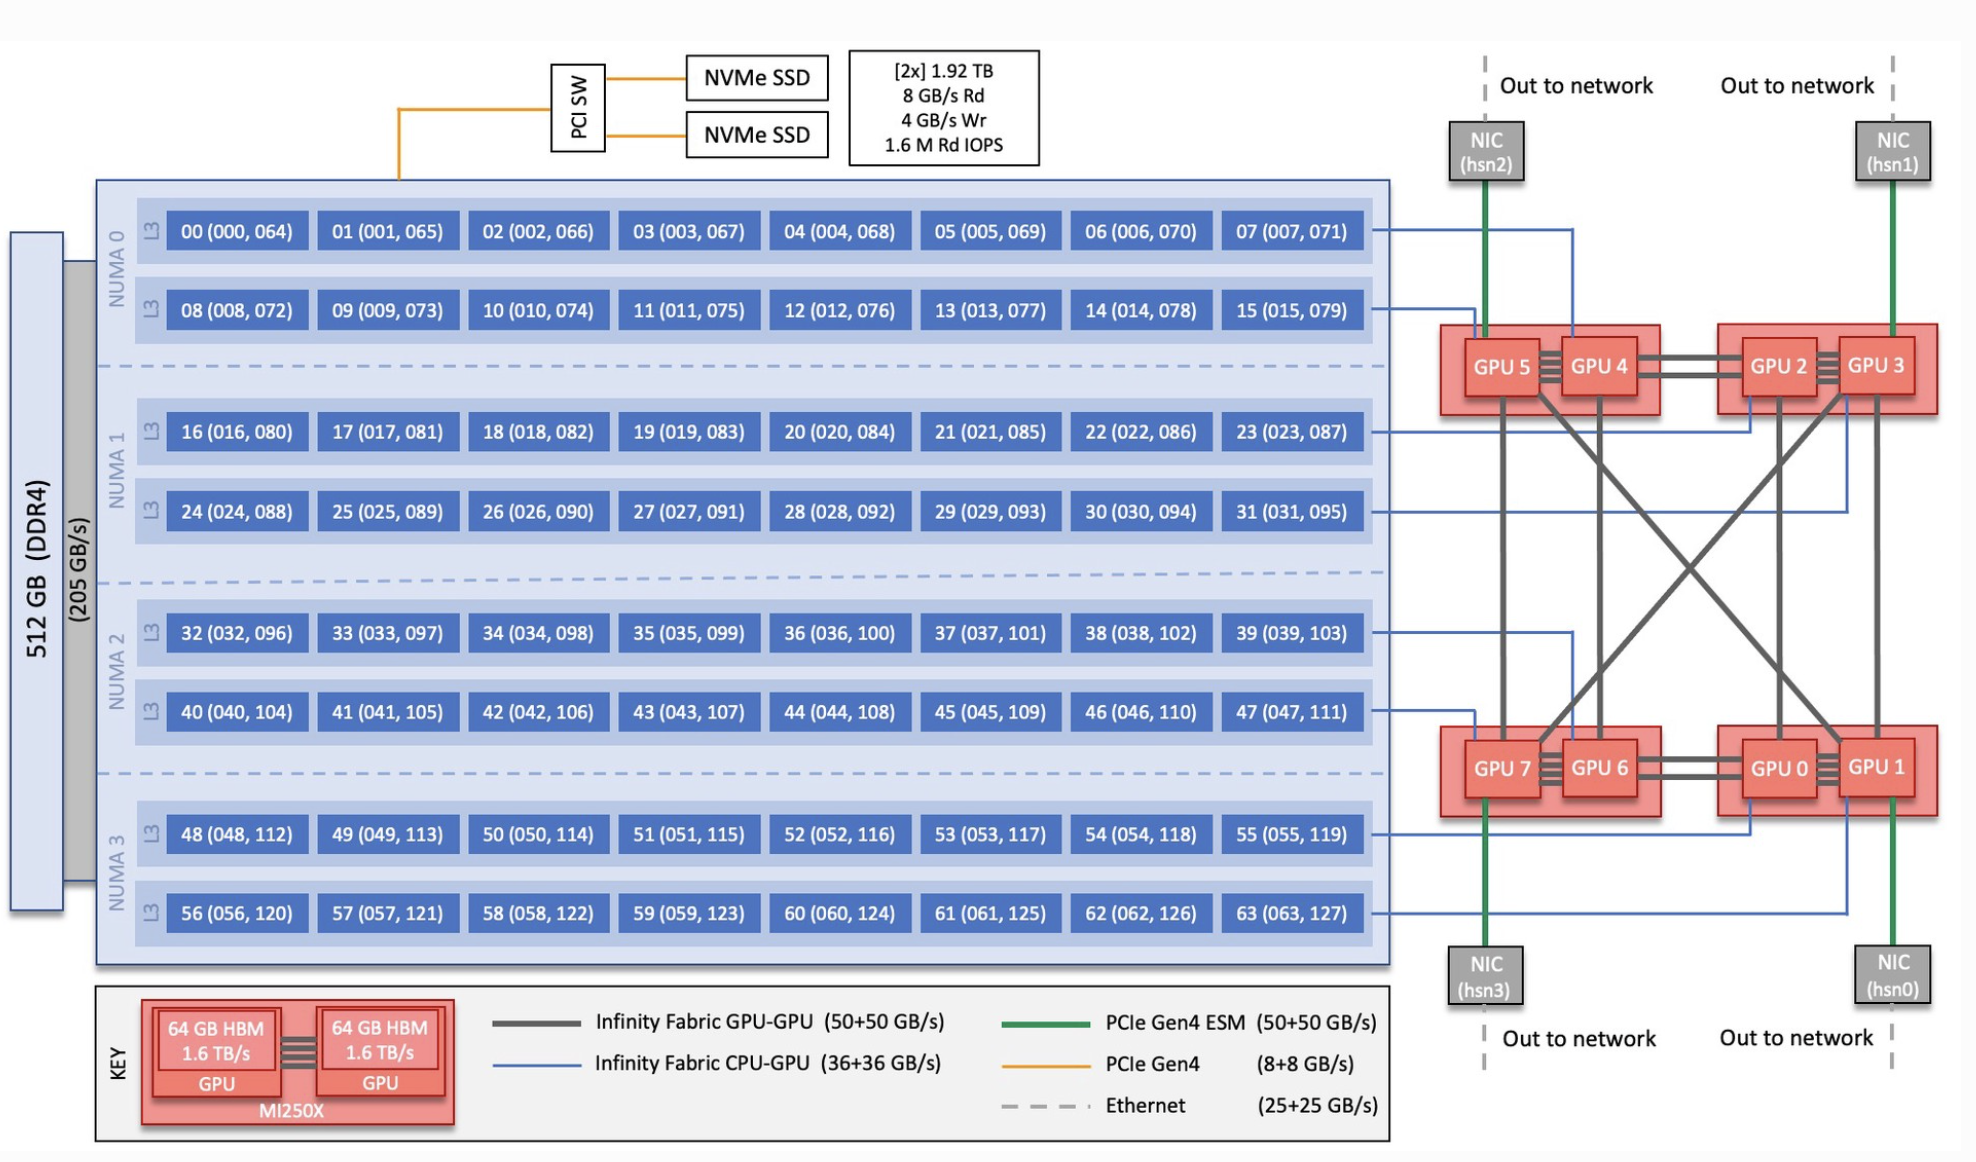 Out to network
Out to network
PCI SW
NVMe SSD
NVMe SSD
[2x] 1.92 TB
8 GB/s Rd
4 GB/s Wr
1.6 M Rd IOPS
NIC
(hsn2)
NIC
(hsn1)
512 GB (DDR4)
(205 GB/s)
NUMA 0
L3 00 (000, 064) 01 (001, 065) 02 (002, 066) 03 (003, 067) 04 (004, 068) 05 (005, 069) 06 (006, 070) 07 (007, 071)
L3 08 (008, 072) 09 (009, 073) 10 (010, 074) 11 (011, 075) 12 (012, 076) 13 (013, 077) 14 (014, 078) 15 (015, 079)
NUMA 1
L3 16 (016, 080) 17 (017, 081) 18 (018, 082) 19 (019, 083) 20 (020, 084) 21 (021, 085) 22 (022, 086) 23 (023, 087)
L3 24 (024, 088) 25 (025, 089) 26 (026, 090) 27 (027, 091) 28 (028, 092) 29 (029, 093) 30 (030, 094) 31 (031, 095)
NUMA 2
L3 32 (032, 096) 33 (033, 097) 34 (034, 098) 35 (035, 099) 36 (036, 100) 37 (037, 101) 38 (038, 102) 39 (039, 103)
L3 40 (040, 104) 41 (041, 105) 42 (042, 106) 43 (043, 107) 44 (044, 108) 45 (045, 109) 46 (046, 110) 47 (047, 111)
NUMA 3
L3 48 (048, 112) 49 (049, 113) 50 (050, 114) 51 (051, 115) 52 (052, 116) 53 (053, 117) 54 (054, 118) 55 (055, 119)
L3 56 (056, 120) 57 (057, 121) 58 (058, 122) 59 (059, 123) 60 (060, 124) 61 (061, 125) 62 (062, 126) 63 (063, 127)
GPU 5 GPU 4 GPU 2 GPU 3
GPU 7 GPU 6 GPU 0 GPU 1
NIC
(hsn3)
NIC
(hsn0)
Out to network
Out to network
KEY
64 GB HBM
1.6 TB/s
GPU
64 GB HBM
1.6 TB/s
GPU
MI250X
Infinity Fabric GPU-GPU (50+50 GB/s)
Infinity Fabric CPU-GPU (36+36 GB/s)
PCIe Gen4 ESM (50+50 GB/s)
PCIe Gen4 (8+8 GB/s)
Ethernet (25+25 GB/s)